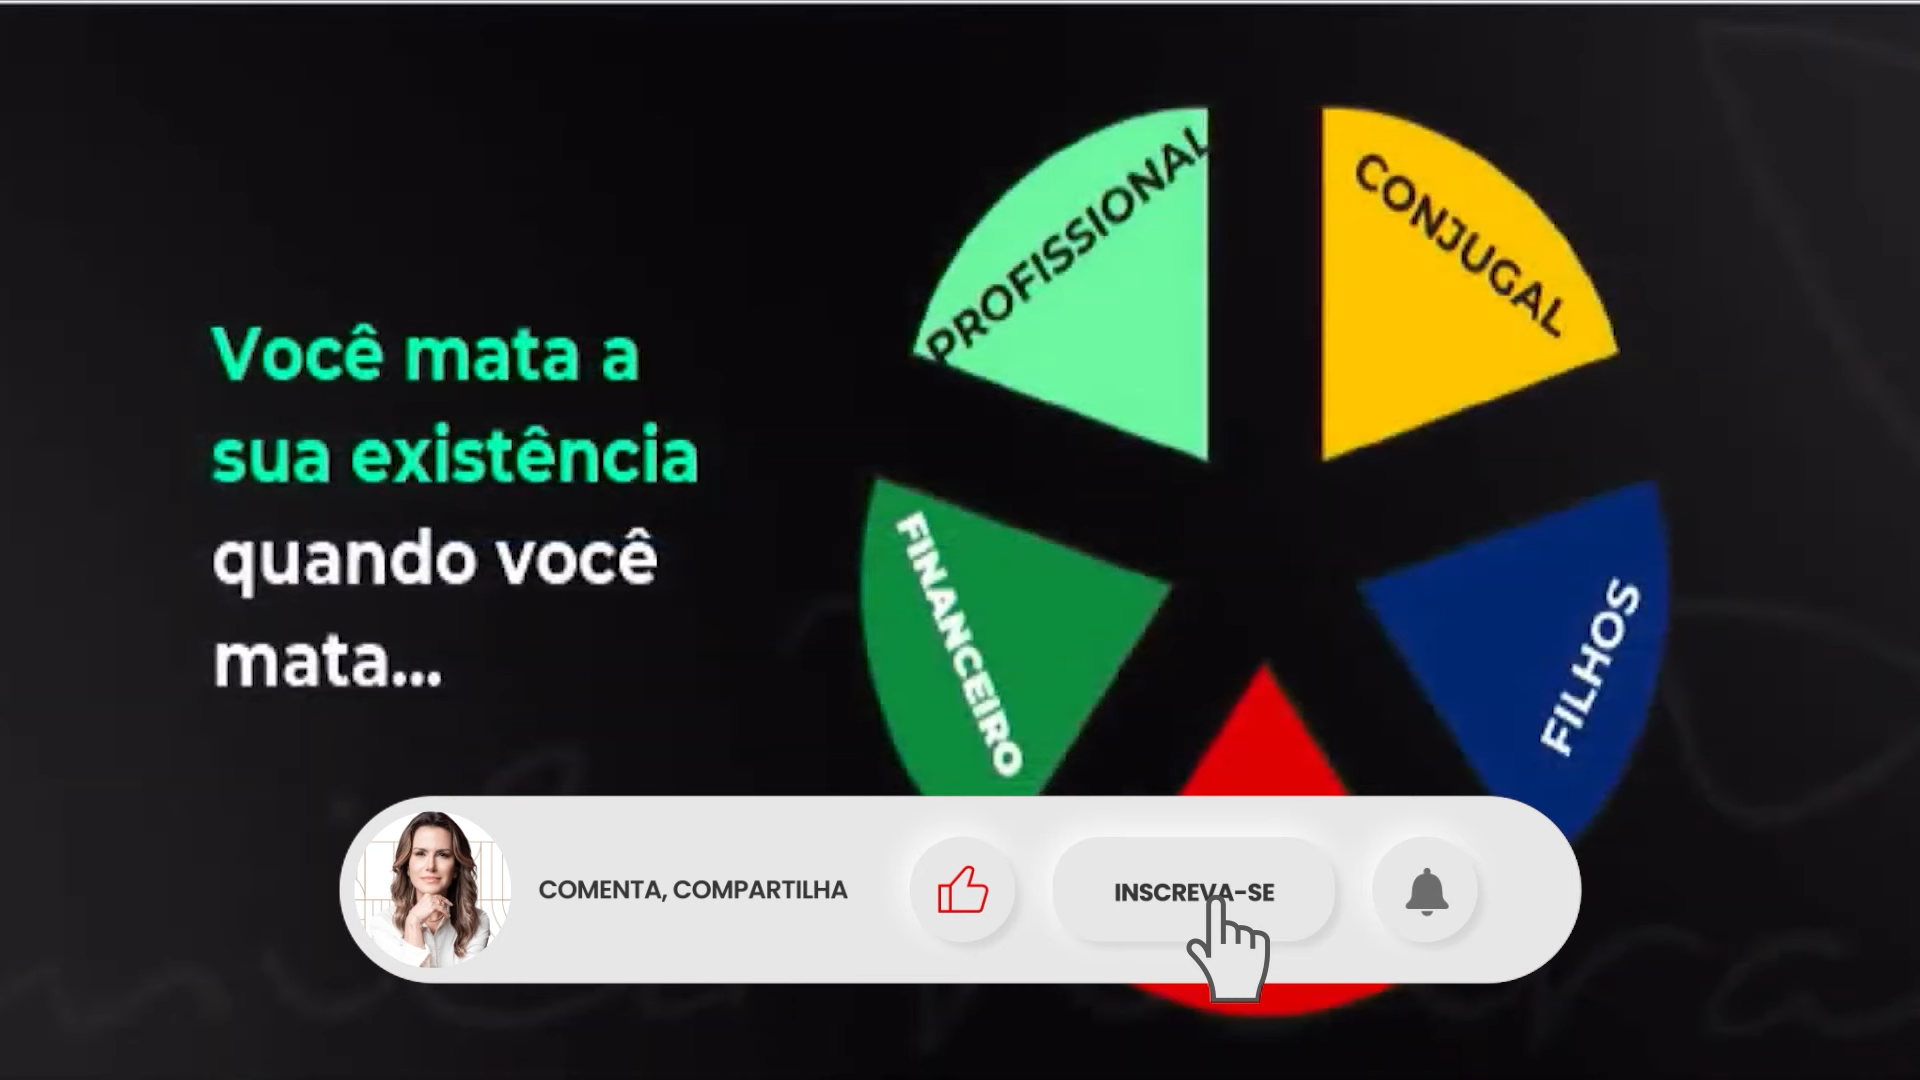 Você mata a
sua existência
quando você
mata...
PROFISSIONAL
CONJUGAL
FINANCEIRO
FILHOS
COMENTA, COMPARTILHA
INSCREVA-SE